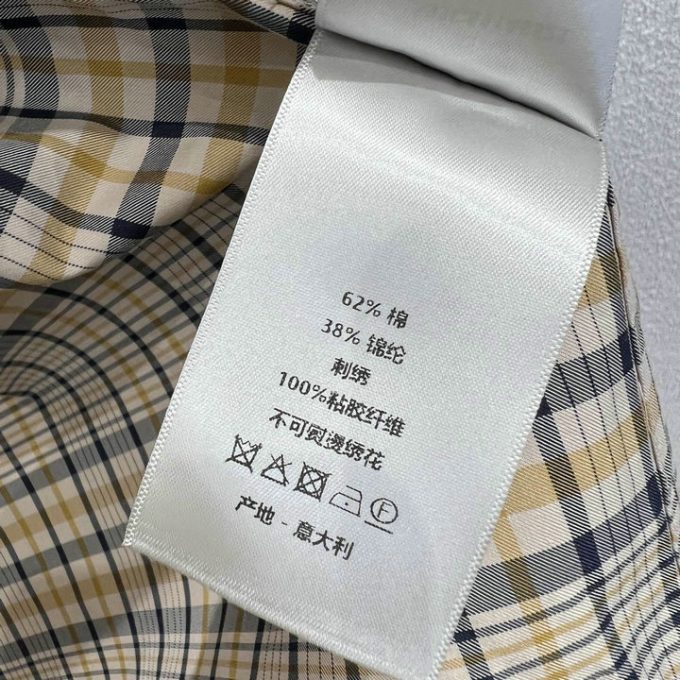 62% 棉
38% 锦纶
刺绣
100%粘胶纤维
不可熨烫绣花
F
产地 - 意大利